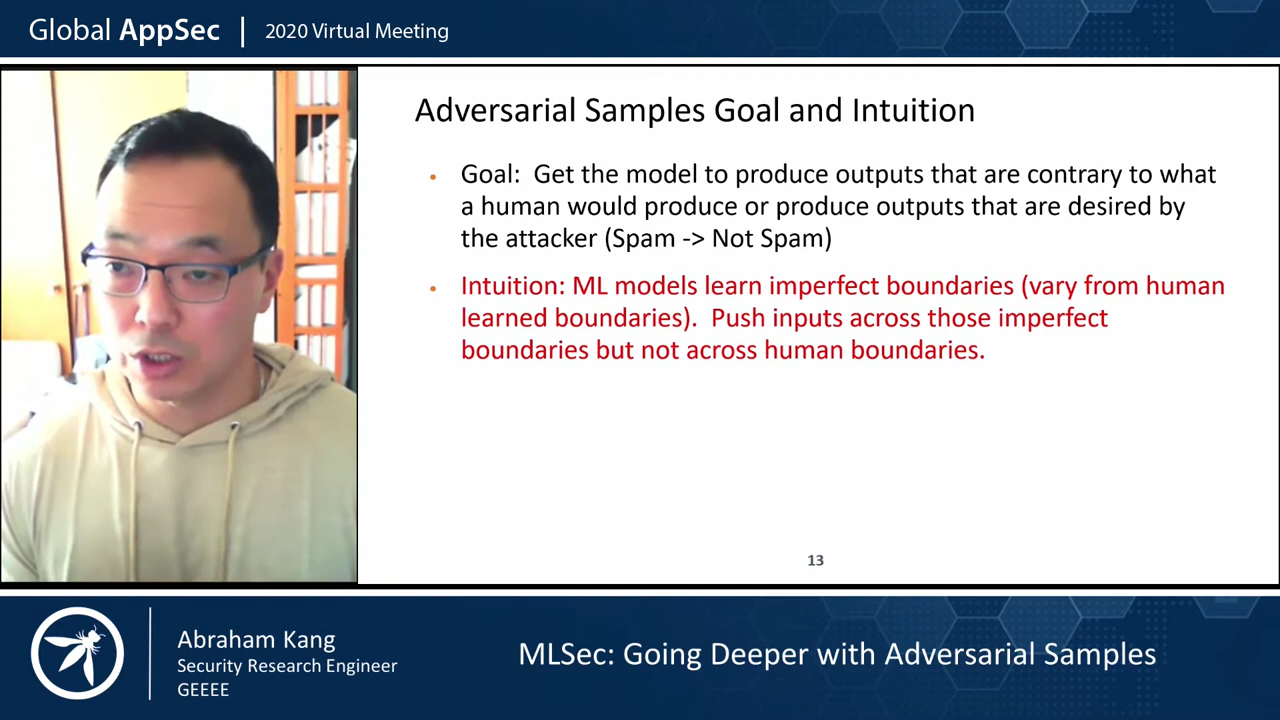 Global AppSec | 2020 Virtual Meeting
Adversarial Samples Goal and Intuition
• Goal: Get the model to produce outputs that are contrary to what
a human would produce or produce outputs that are desired by
the attacker (Spam -> Not Spam)
• Intuition: ML models learn imperfect boundaries (vary from human
learned boundaries). Push inputs across those imperfect
boundaries but not across human boundaries.
13
Abraham Kang
Security Research Engineer
GEEEE
MLSec: Going Deeper with Adversarial Samples